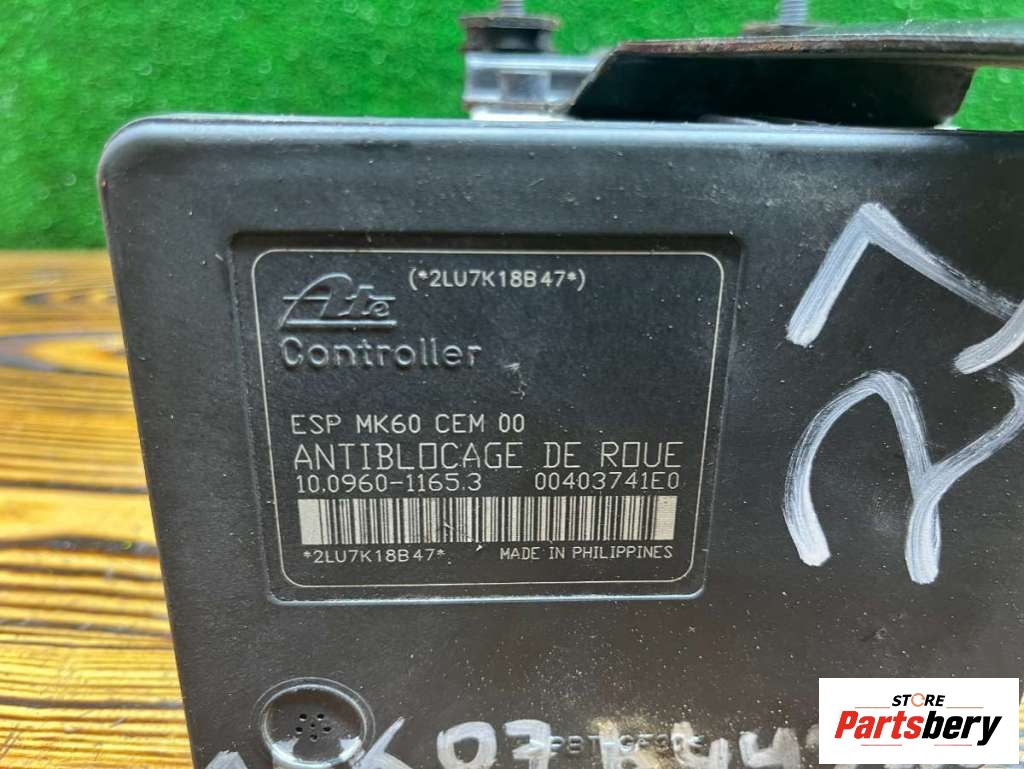 (*2LU7K18B47*)
Ate
Controller
ESP MK60 CEM 00
ANTIBLOCAGE DE ROUE
10.0960-1165.3 00403741E0
*2LU7K18B47* MADE IN PHILIPPINES
STORE
Partsbery